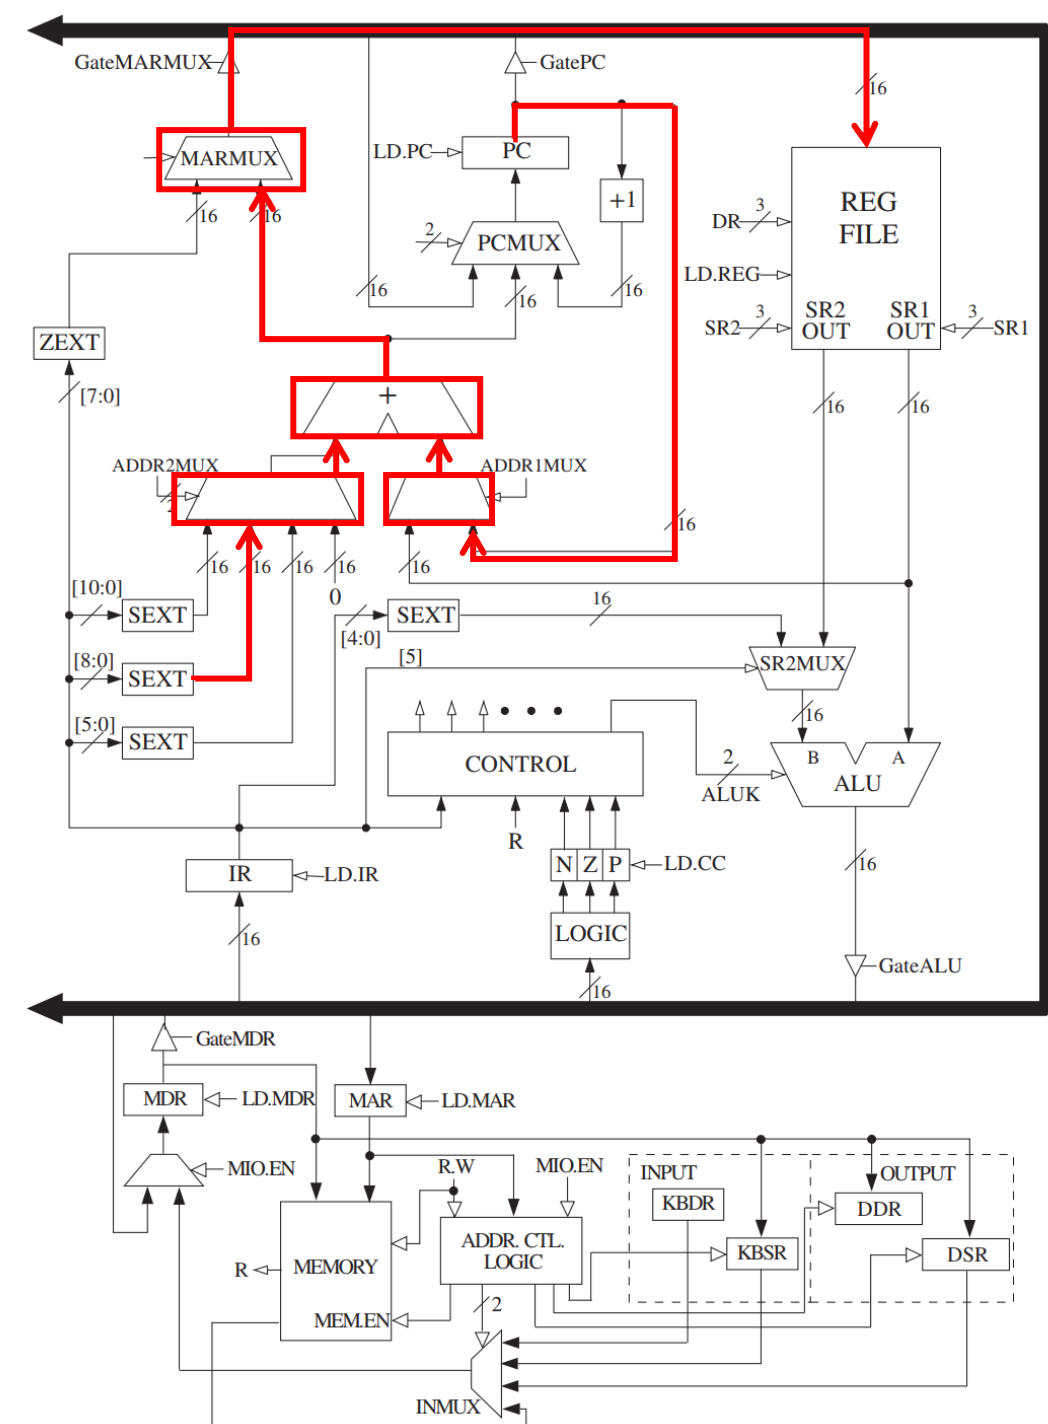 GateMARMUX
GatePC
16
MARMUX
LD.PC
PC
16
16
+1
REG
FILE
DR
3
2
PCMUX
LD.REG
16
16
16
SR2
3
SR2
OUT
SR1
OUT
3
SR1
ZEXT
[7:0]
+
16
16
ADDR2MUX
ADDR1MUX
2
16
16
16
16
16
16
0
[10:0]
SEXT
[4:0]
SEXT
16
[8:0]
SEXT
[5]
SR2MUX
[5:0]
SEXT
16
CONTROL
2
ALUK
B
A
ALU
R
IR
LD.IR
N Z P
LD.CC
16
16
LOGIC
16
GateALU
GateMDR
MDR
LD.MDR
MAR
LD.MAR
MIO.EN
R.W
MIO.EN
INPUT
OUTPUT
KBDR
DDR
ADDR. CTL.
LOGIC
KBSR
DSR
R
MEMORY
MEM.EN
2
INMUX